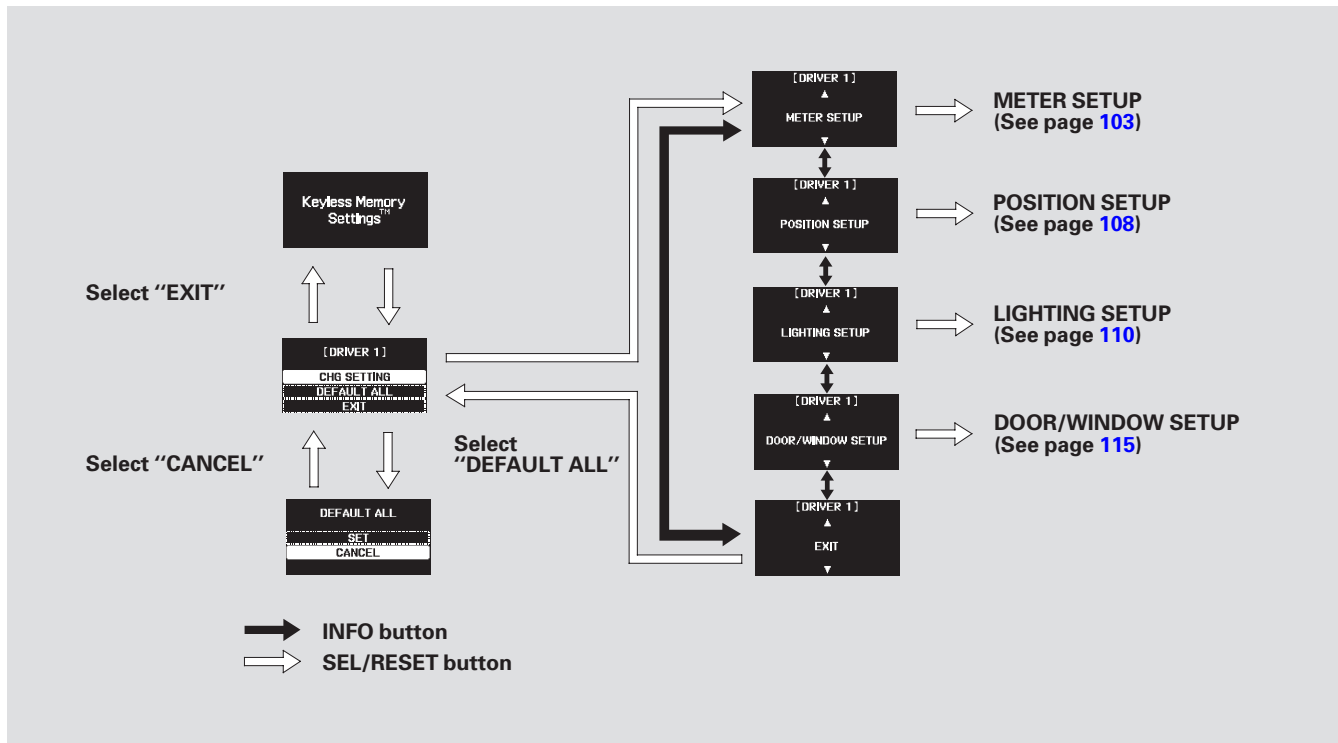 Keyless Memory
Settings™
Select "EXIT"
[DRIVER 1]
CHG SETTING
DEFAULT ALL
EXIT
Select "CANCEL"
Select
"DEFAULT ALL"
DEFAULT ALL
SET
CANCEL
[DRIVER 1]
METER SETUP
METER SETUP
(See page 103)
[DRIVER 1]
POSITION SETUP
POSITION SETUP
(See page 108)
[DRIVER 1]
LIGHTING SETUP
LIGHTING SETUP
(See page 110)
[DRIVER 1]
DOOR/WINDOW SETUP
DOOR/WINDOW SETUP
(See page 115)
[DRIVER 1]
EXIT
INFO button
SEL/RESET button